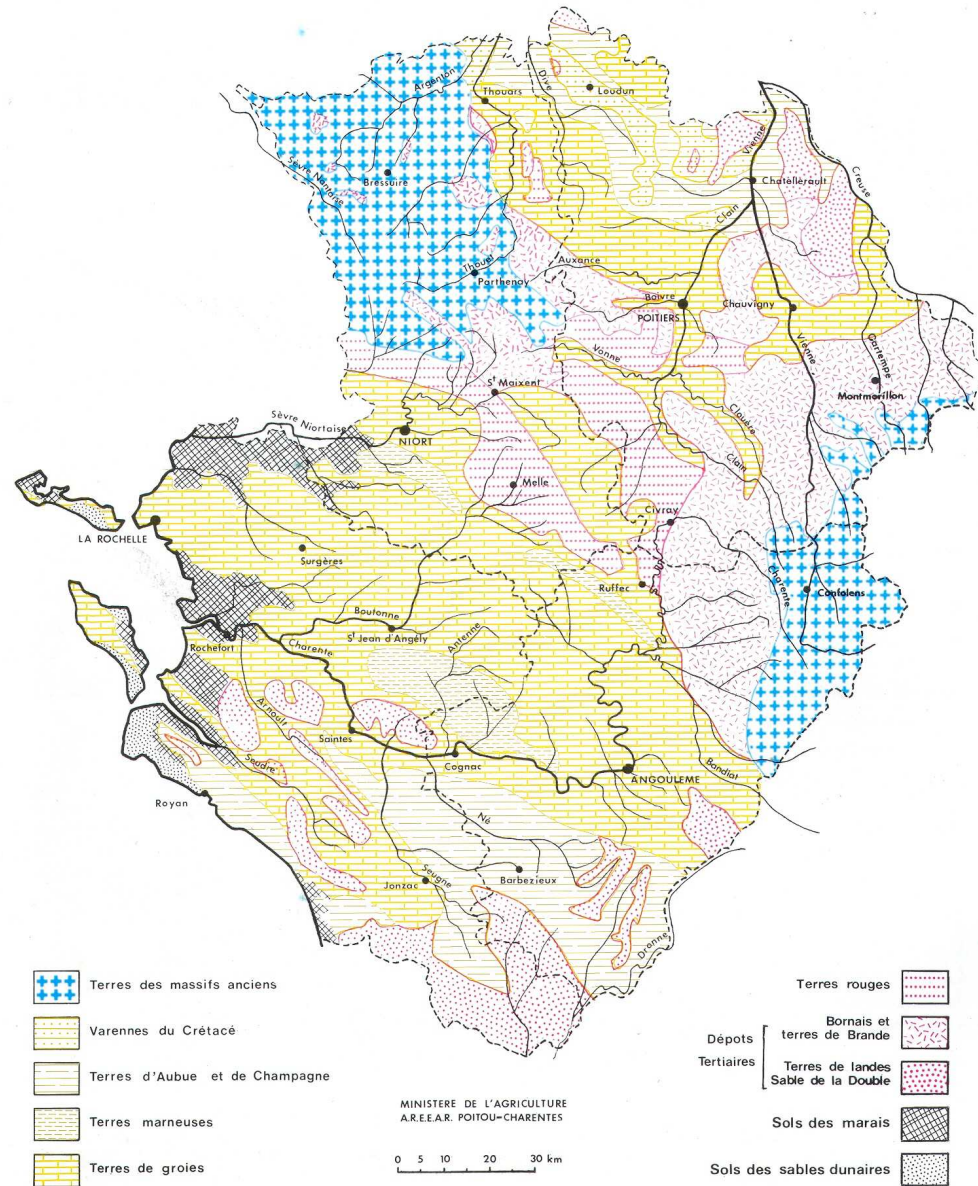 Argenton
Thouars
Dive
Loudun
Vienne
Sèvre Nantaise
Bressuire
Chatellerault
Creuse
Clain
Thouet
Parthenay
Auxance
Boivre
POITIERS
Chauvigny
Vonne
Vienne
Gartempe
St Maixent
Montmorillon
Clouère
Sèvre Niortaise
NIORT
Clain
Melle
LA ROCHELLE
Civray
Surgères
Ruffec
Charente
Confolens
Boutonne
St Jean d'Angély
Antenne
Rochefort
Charente
Arnoult
Saintes
Seudre
Cognac
ANGOULEME
Bandiat
Royan
Né
Seugne
Barbezieux
Jonzac
Dronne
Terres des massifs anciens
Varennes du Crétacé
Terres d'Aubue et de Champagne
Terres marneuses
Terres de groies
MINISTERE DE L'AGRICULTURE
A.R.E.E.A.R. POITOU-CHARENTES
0 5 10 20 30 km
Terres rouges
Dépots
Tertiaires
Bornais et
terres de Brande
Terres de landes
Sable de la Double
Sols des marais
Sols des sables dunaires